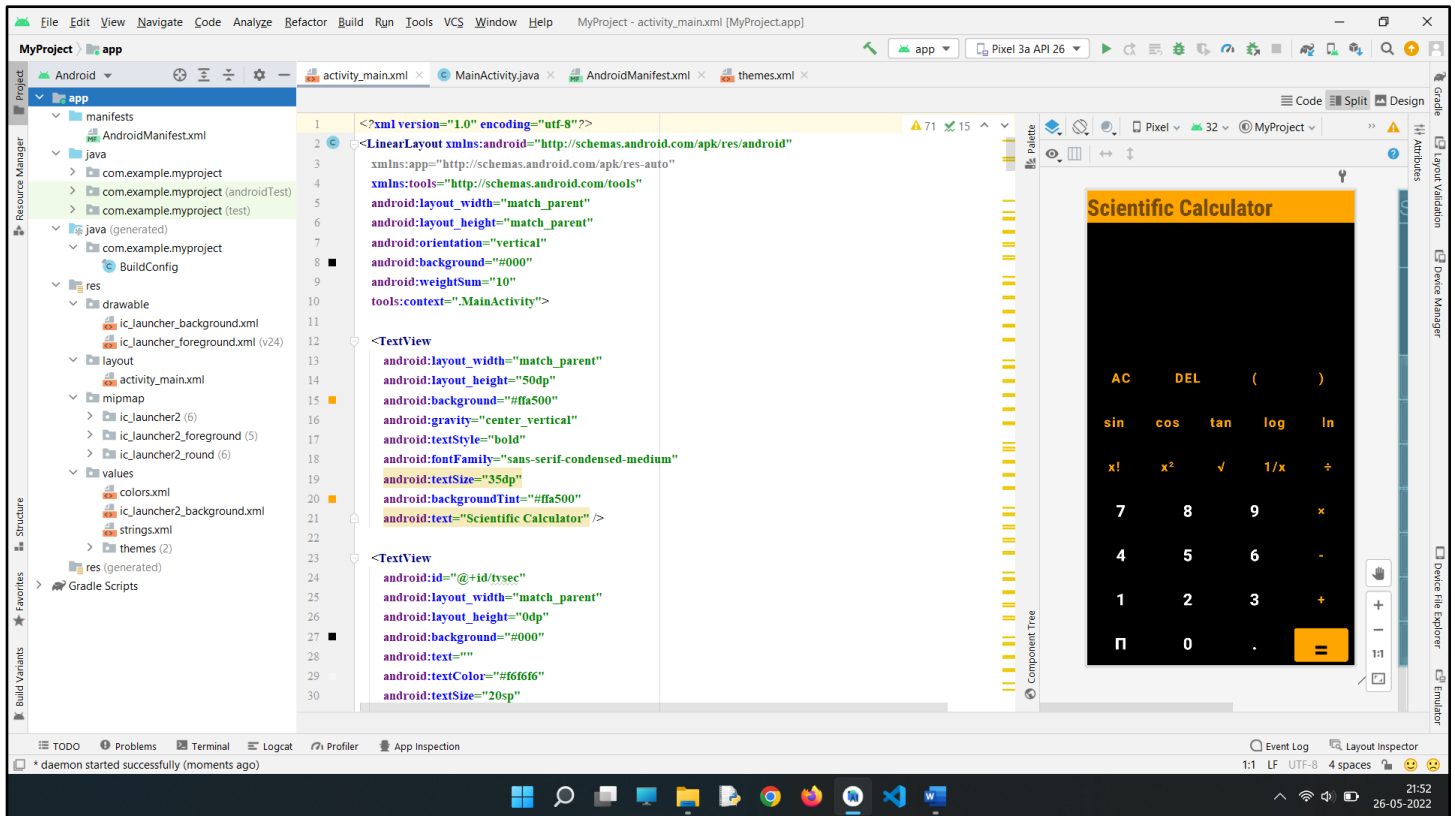 File Edit View Navigate Code Analyze Refactor Build Run Tools VCS Window Help MyProject - activity_main.xml [MyProject.app]
MyProject app
app Pixel 3a API 26
Android
activity_main.xml MainActivity.java AndroidManifest.xml themes.xml
Code Split Design
Project
Resource Manager
Structure
Favorites
Build Variants
app
manifests
AndroidManifest.xml
java
com.example.myproject
com.example.myproject (androidTest)
com.example.myproject (test)
java (generated)
com.example.myproject
BuildConfig
res
drawable
ic_launcher_background.xml
ic_launcher_foreground.xml (v24)
layout
activity_main.xml
mipmap
ic_launcher2 (6)
ic_launcher2_foreground (5)
ic_launcher2_round (6)
values
colors.xml
ic_launcher2_background.xml
strings.xml
themes (2)
res (generated)
Gradle Scripts
71 15
1 <?xml version="1.0" encoding="utf-8"?>
2 <LinearLayout xmlns:android="http://schemas.android.com/apk/res/android"
3 xmlns:app="http://schemas.android.com/apk/res-auto"
4 xmlns:tools="http://schemas.android.com/tools"
5 android:layout_width="match_parent"
6 android:layout_height="match_parent"
7 android:orientation="vertical"
8 android:background="#000"
9 android:weightSum="10"
10 tools:context=".MainActivity">
11
12 <TextView
13 android:layout_width="match_parent"
14 android:layout_height="50dp"
15 android:background="#ffa500"
16 android:gravity="center_vertical"
17 android:textStyle="bold"
18 android:fontFamily="sans-serif-condensed-medium"
19 android:textSize="35dp"
20 android:backgroundTint="#ffa500"
21 android:text="Scientific Calculator" />
22
23 <TextView
24 android:id="@+id/tvsec"
25 android:layout_width="match_parent"
26 android:layout_height="0dp"
27 android:background="#000"
28 android:text=""
29 android:textColor="#f6f6f6"
30 android:textSize="20sp"
Palette
Component Tree
Pixel 32 MyProject »
Scientific Calculator
S
AC DEL ( )
sin cos tan log ln
x! x² √ 1/x ÷
7 8 9 ×
4 5 6 -
1 2 3 +
Π 0 . =
+
−
1:1
Attributes
Gradle
Layout Validation
Device Manager
Device File Explorer
Emulator
TODO Problems Terminal Logcat Profiler App Inspection Event Log Layout Inspector
* daemon started successfully (moments ago) 1:1 LF UTF-8 4 spaces
21:52
26-05-2022